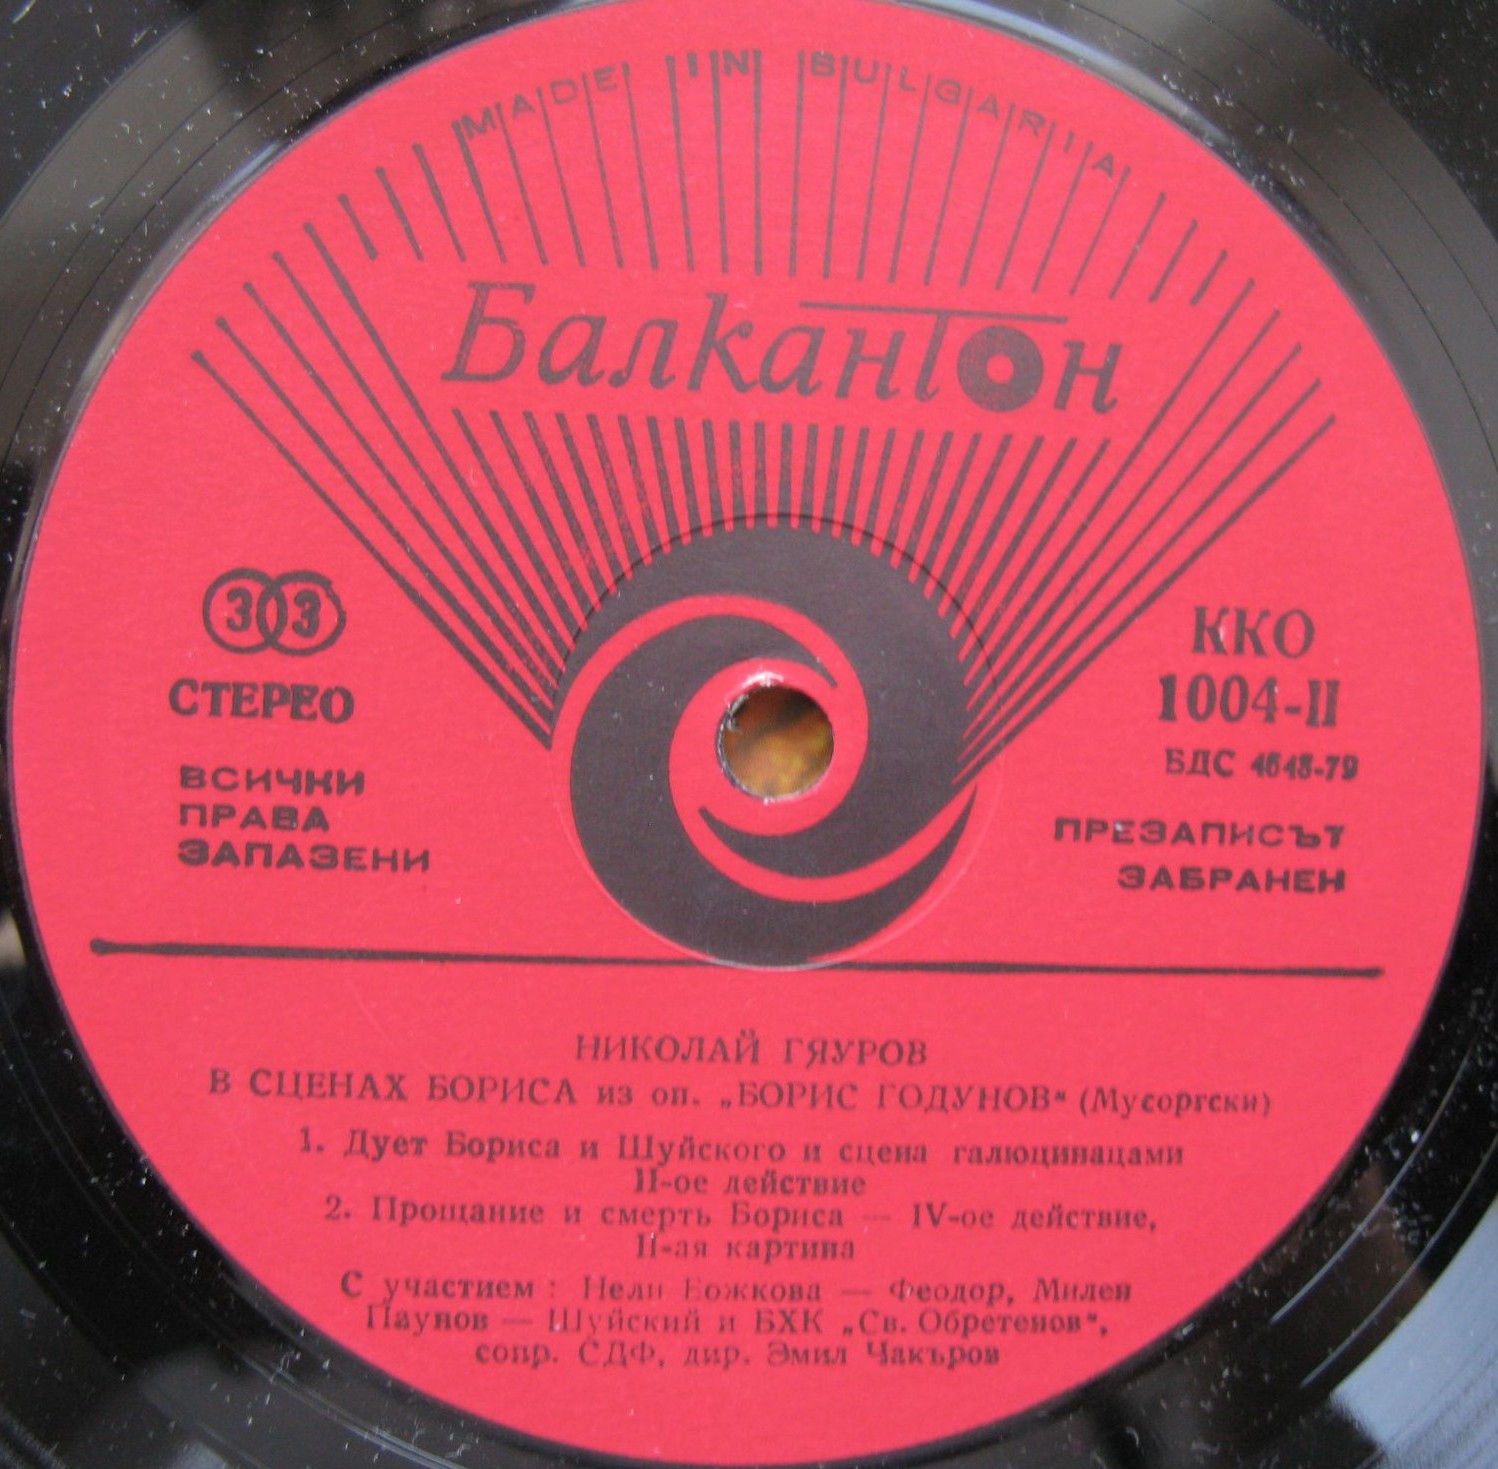 MADE IN BULGARIA
Балкантон
33
СТЕРЕО
ВСИЧКИ
ПРАВА
ЗАПАЗЕНИ
ККО
1004-II
БДС 4648-79
ПРЕЗАПИСЪТ
ЗАБРАНЕН
НИКОЛАЙ ГЯУРОВ
В СЦЕНАХ БОРИСА из оп. „БОРИС ГОДУНОВ“ (Мусоргски)
1. Дует Бориса и Шуйского и сцена галюцинацами
II-ое действие
2. Прощание и смерть Бориса — IV-ое действие,
II-ая картина
С участием : Нели Божкова — Феодор, Милен
Паунов — Шуйский и БХК „Св. Обретенов“,
сопр. СДФ, дир. Эмил Чакъров